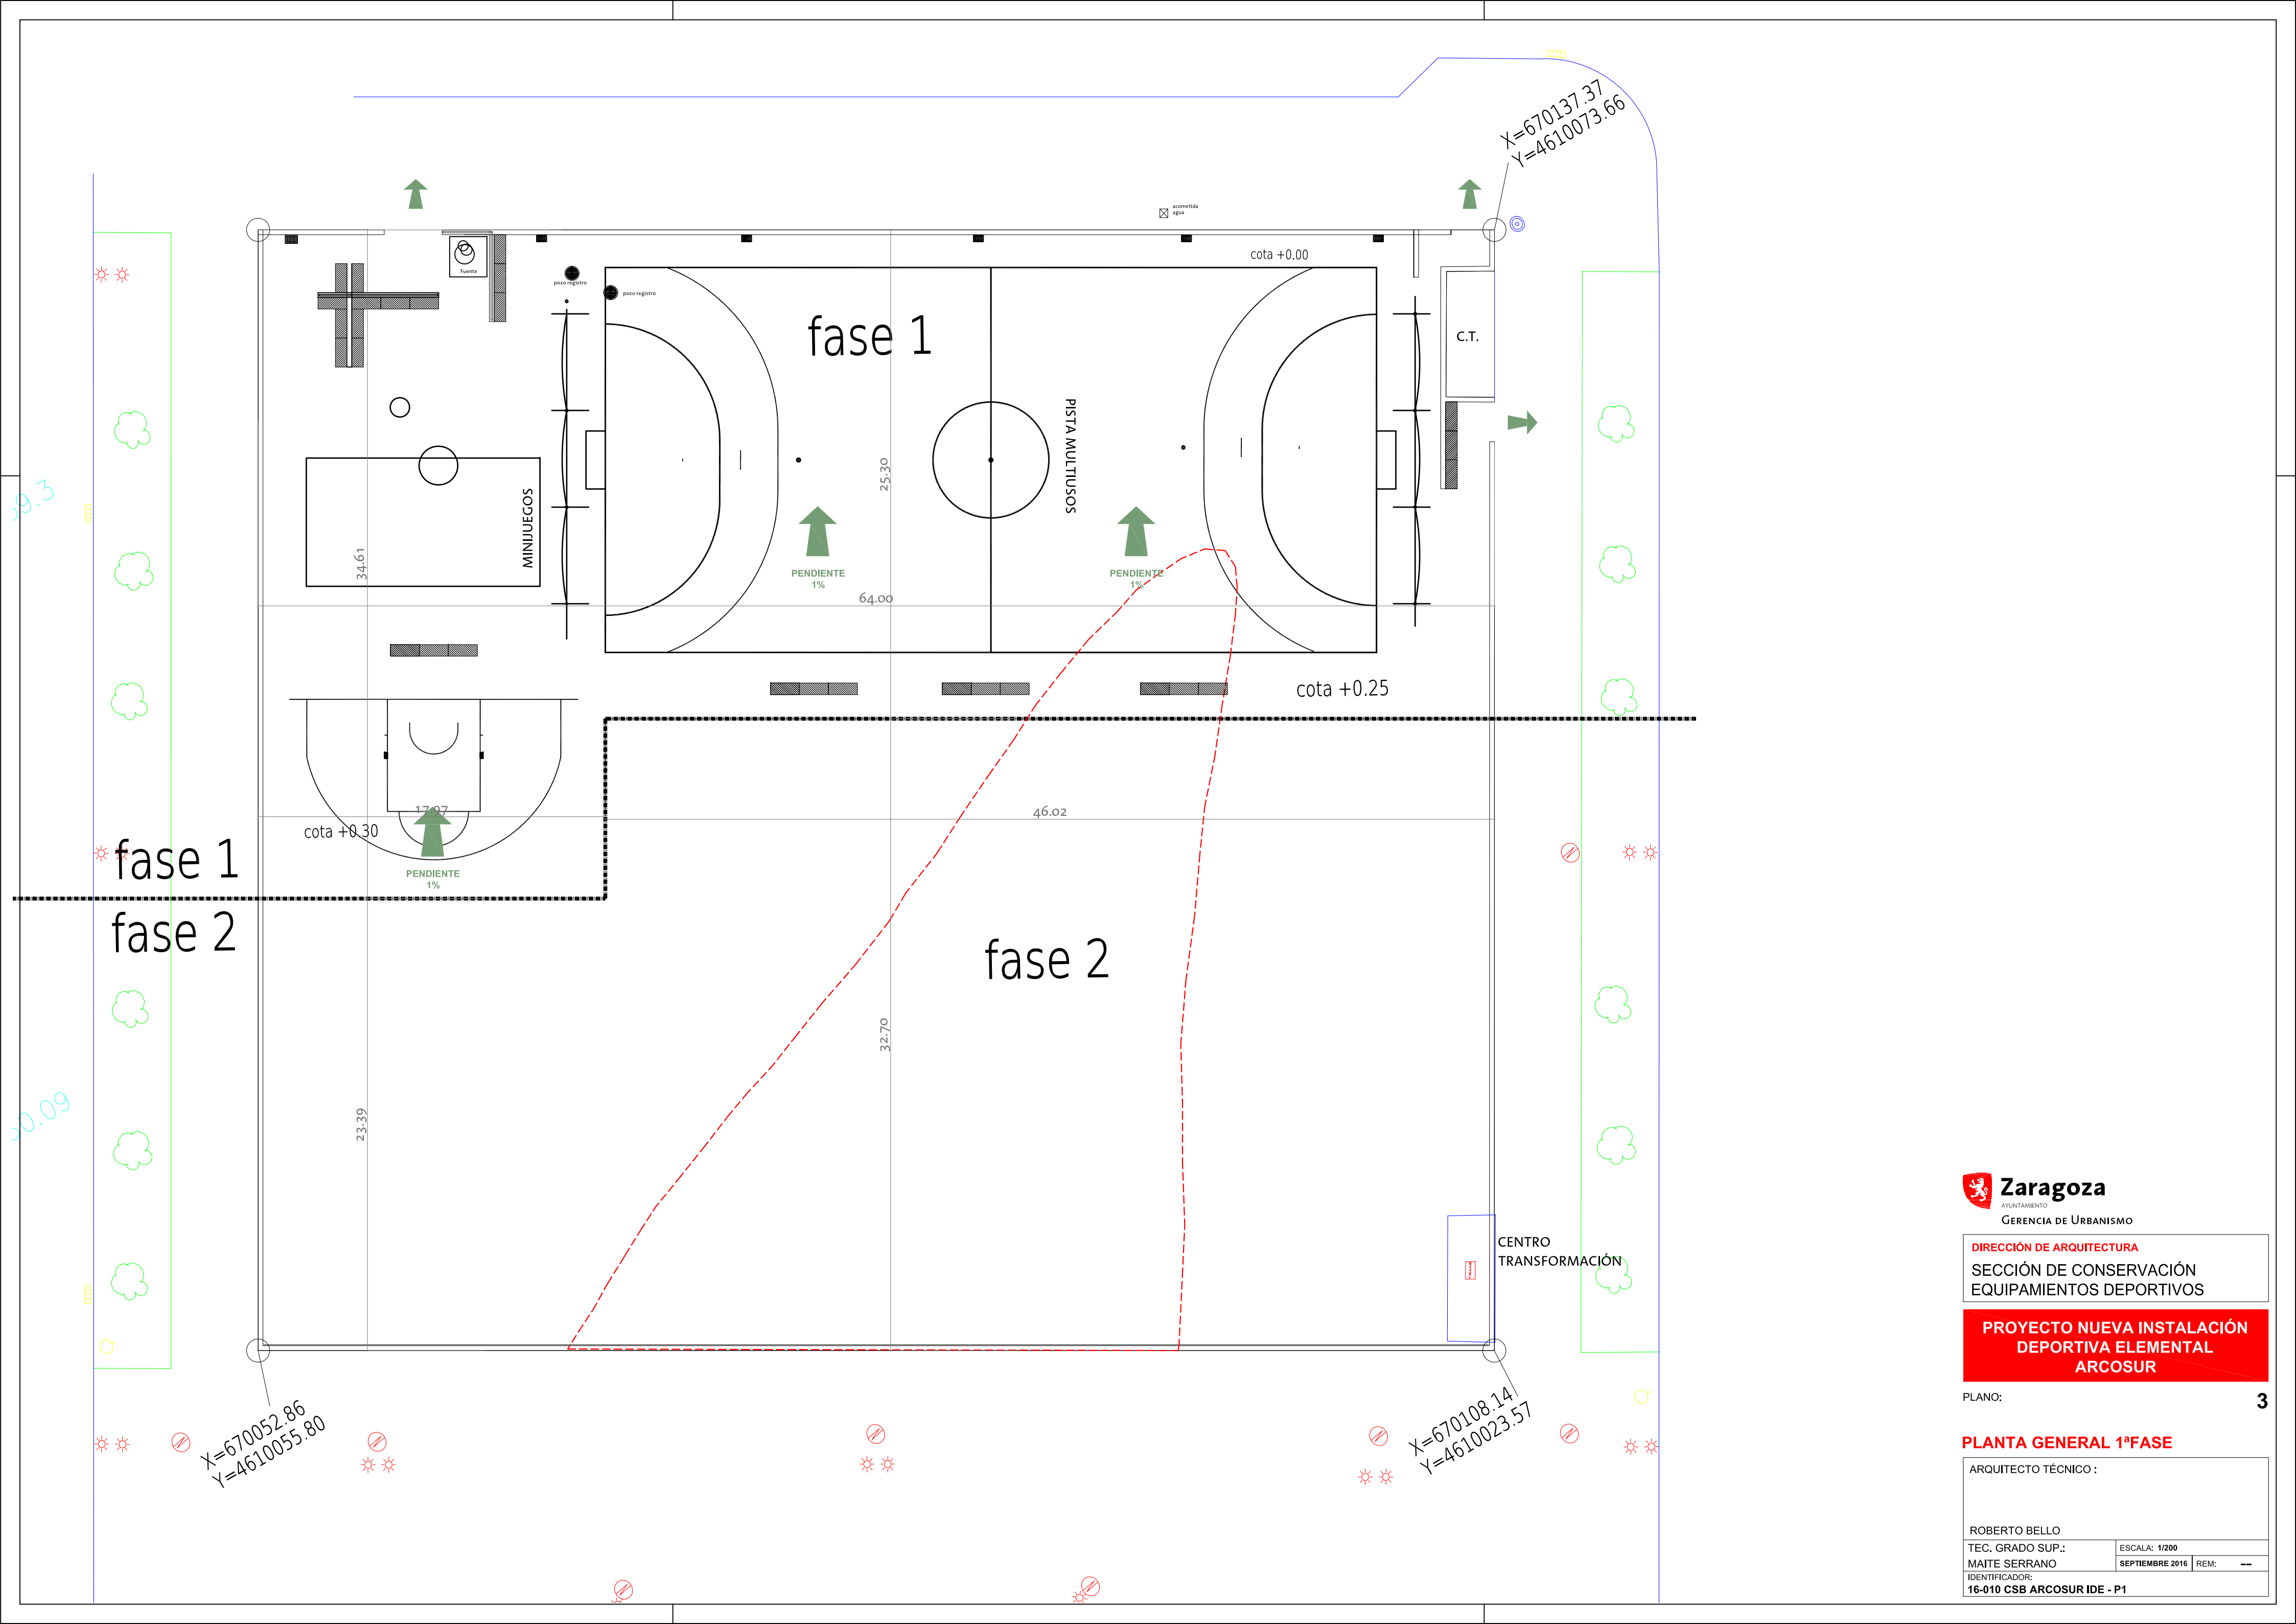 X=670137.37
Y=4610073.66
acometida
agua
cota +0.00
Fuente
pozo registro
pozo registro
fase 1
C.T.
PISTA MULTIUSOS
25.30
MINIJUEGOS
34.61
PENDIENTE
1%
PENDIENTE
1%
64.00
cota +0.25
17.97
46.02
cota +0.30
fase 1
PENDIENTE
1%
fase 2
fase 2
32.70
23.39
CENTRO
TRANSFORMACIÓN
X=670052.86
Y=4610055.80
X=670108.14
Y=4610023.57
Zaragoza
AYUNTAMIENTO
GERENCIA DE URBANISMO
DIRECCIÓN DE ARQUITECTURA
SECCIÓN DE CONSERVACIÓN
EQUIPAMIENTOS DEPORTIVOS
PROYECTO NUEVA INSTALACIÓN
DEPORTIVA ELEMENTAL
ARCOSUR
PLANO: 3
PLANTA GENERAL 1ªFASE
ARQUITECTO TÉCNICO :
ROBERTO BELLO
TEC. GRADO SUP.:
MAITE SERRANO
ESCALA: 1/200
SEPTIEMBRE 2016 REM: --
IDENTIFICADOR:
16-010 CSB ARCOSUR IDE - P1